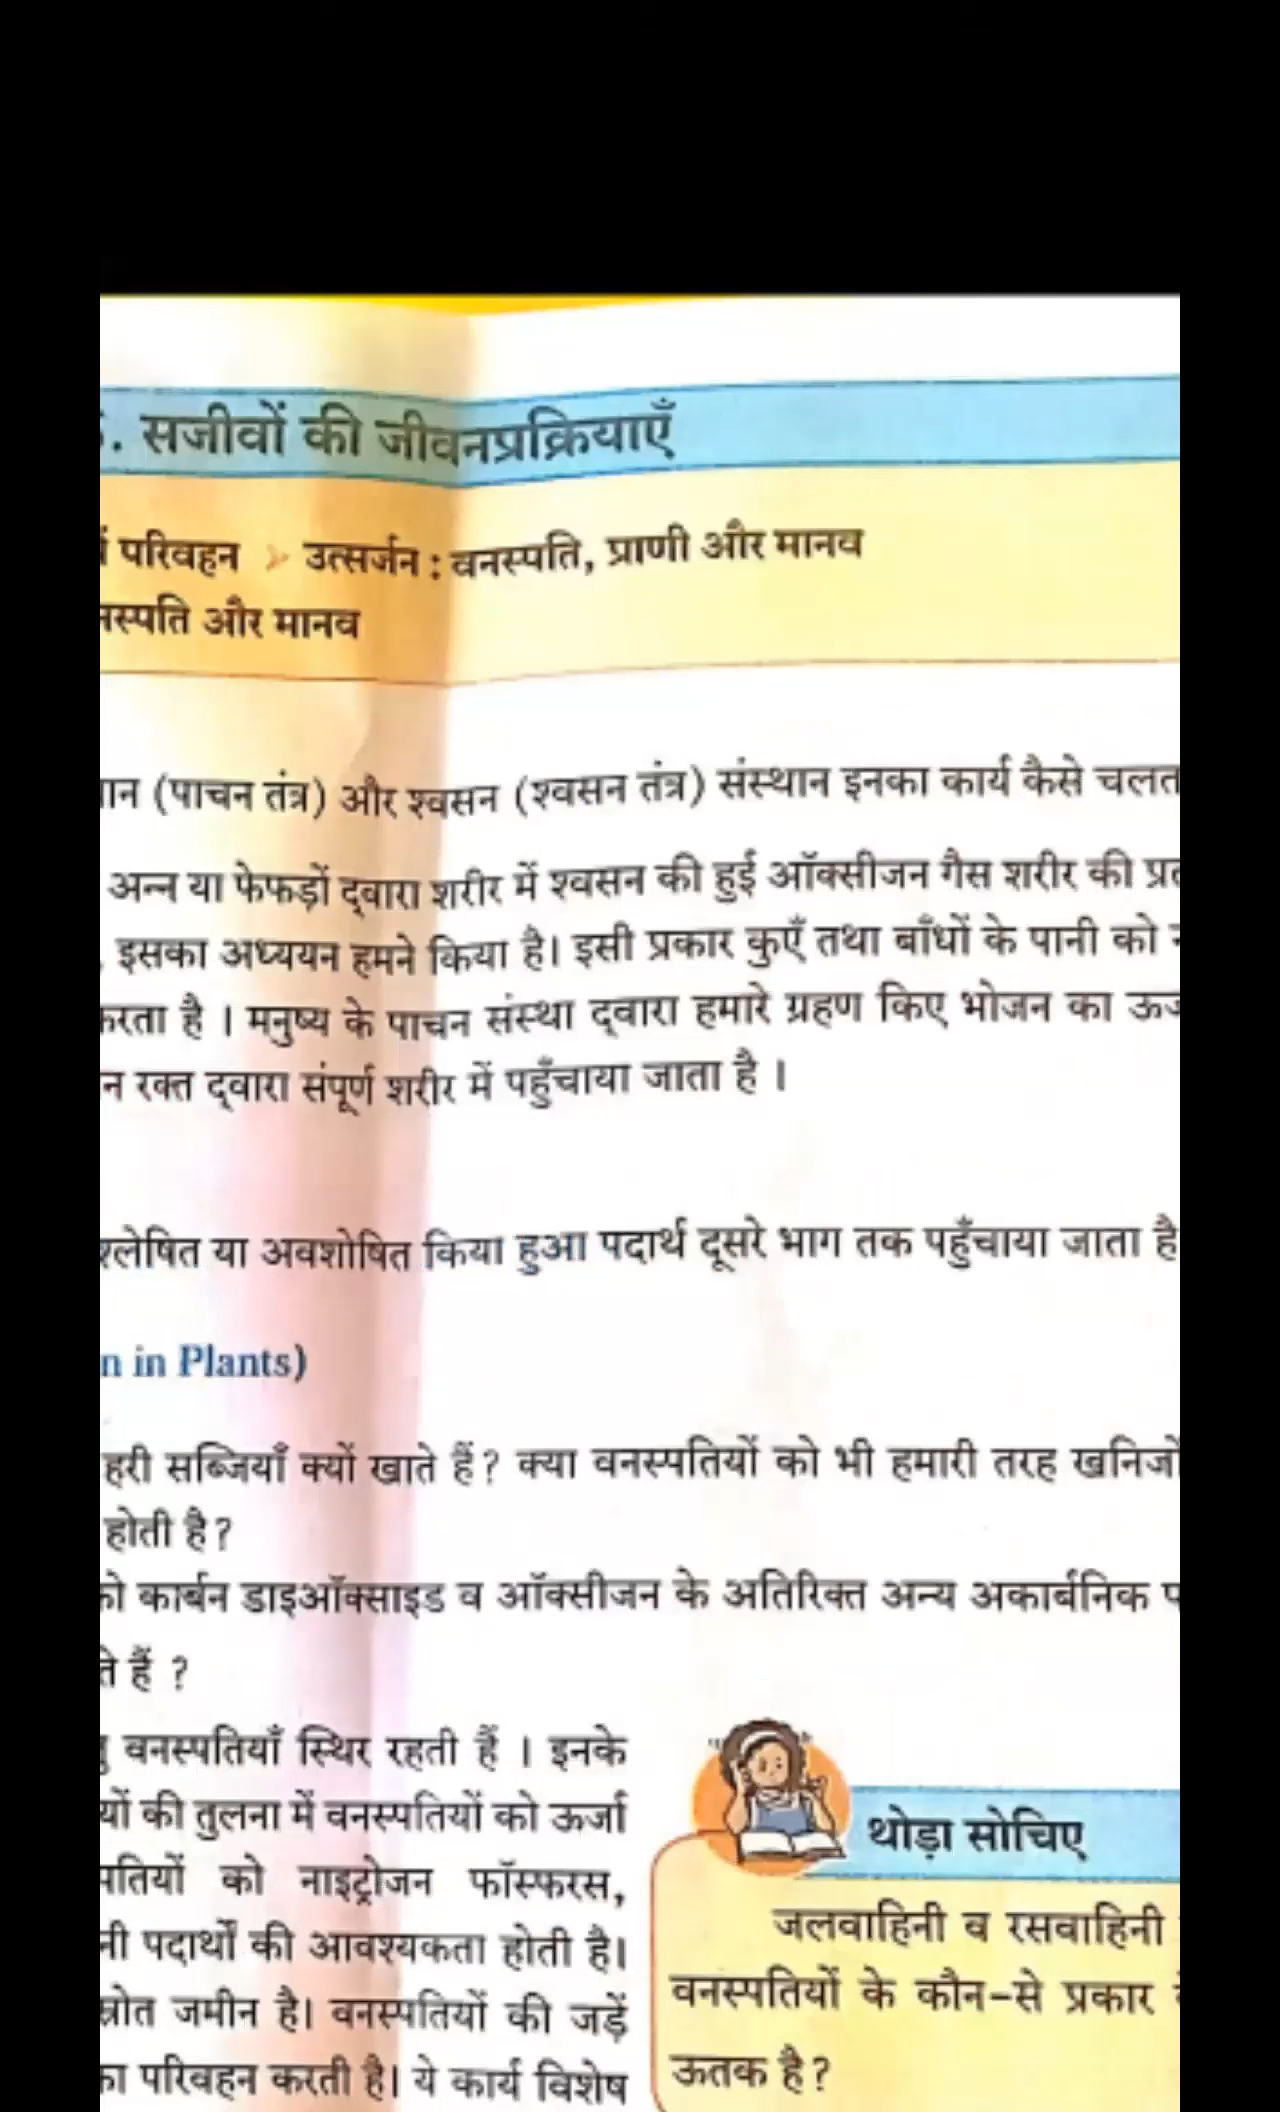 . सजीवों की जीवनप्रक्रियाएँ
परिवहन ➤ उत्सर्जन : वनस्पति, प्राणी और मानव
और मानव
(पाचन तंत्र) और श्वसन (श्वसन तंत्र) संस्थान इनका कार्य कैसे
अन्न या फेफड़ों द्वारा शरीर में श्वसन की हुई ऑक्सीजन गैस शरीर की
इसका अध्ययन हमने किया है। इसी प्रकार कुएँ तथा बाँधों के पानी को
है । मनुष्य के पाचन संस्था द्वारा हमारे ग्रहण किए भोजन का
रक्त द्वारा संपूर्ण शरीर में पहुँचाया जाता है ।
या अवशोषित किया हुआ पदार्थ दूसरे भाग तक पहुँचाया जाता है
n in Plants)
हरी सब्जियाँ क्यों खाते हैं? क्या वनस्पतियों को भी हमारी तरह खनिजों
होती है?
कार्बन डाइऑक्साइड व ऑक्सीजन के अतिरिक्त अन्य अकार्बनिक
हैं ?
वनस्पतियाँ स्थिर रहती हैं । इनके
की तुलना में वनस्पतियों को ऊर्जा
को नाइट्रोजन फॉस्फरस,
पदार्थों की आवश्यकता होती है।
स्रोत जमीन है। वनस्पतियों की जड़ें
परिवहन करती है। ये कार्य विशेष
थोड़ा सोचिए
जलवाहिनी व रसवाहिनी
वनस्पतियों के कौन-से प्रकार
ऊतक है?